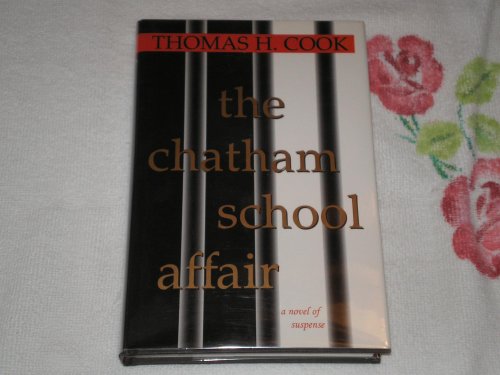 THOMAS H. COOK
the
chatham
school
affair
a novel of
suspense